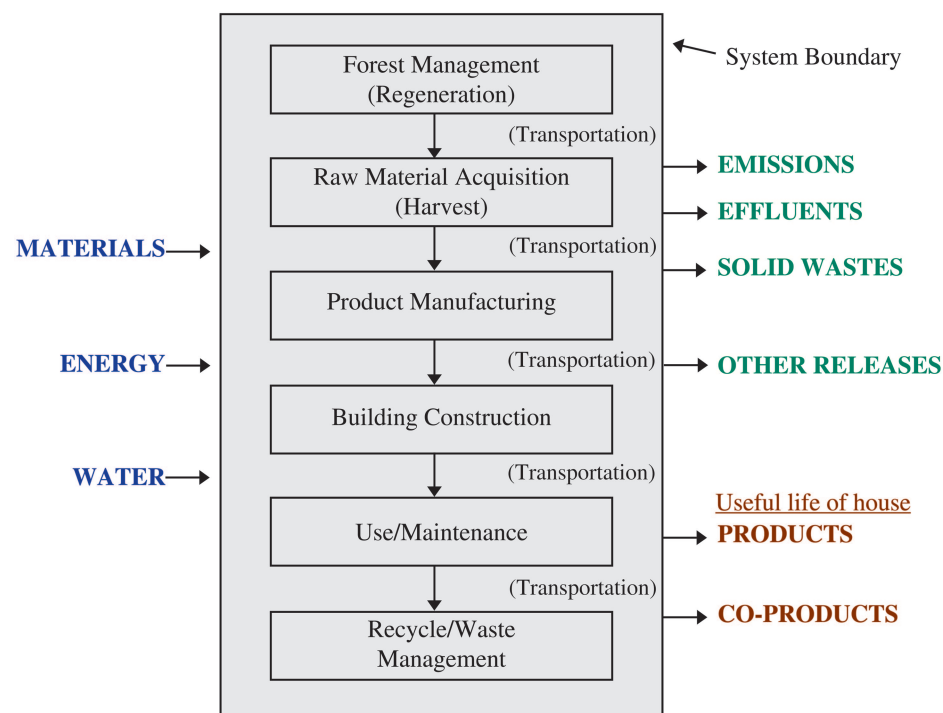 System Boundary
Forest Management
(Regeneration)
(Transportation)
EMISSIONS
Raw Material Acquisition
(Harvest)
EFFLUENTS
MATERIALS
(Transportation)
SOLID WASTES
Product Manufacturing
ENERGY
(Transportation)
OTHER RELEASES
Building Construction
WATER
(Transportation)
Useful life of house
Use/Maintenance
PRODUCTS
(Transportation)
CO-PRODUCTS
Recycle/Waste
Management